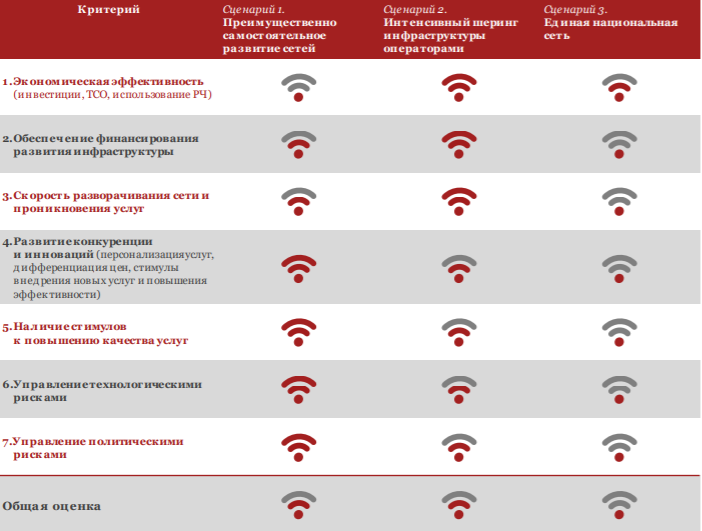 Критерий
Сценарий 1.
Преимущественно
самостоятельное
развитие сетей
Сценарий 2.
Интенсивный шеринг
инфраструктуры
операторами
Сценарий 3.
Единая национальная
сеть
1. Экономическая эффективность
(инвестиции, ТСО, использование РЧ)
2. Обеспечение финансирования
развития инфраструктуры
3. Скорость разворачивания сети и
проникновения услуг
4. Развитие конкуренции
и инноваций (персонализация услуг,
дифференциация цен, стимулы
внедрения новых услуг и повышения
эффективности)
5. Наличие стимулов
к повышению качества услуг
6. Управление технологическими
рисками
7. Управление политическими
рисками
Общая оценка